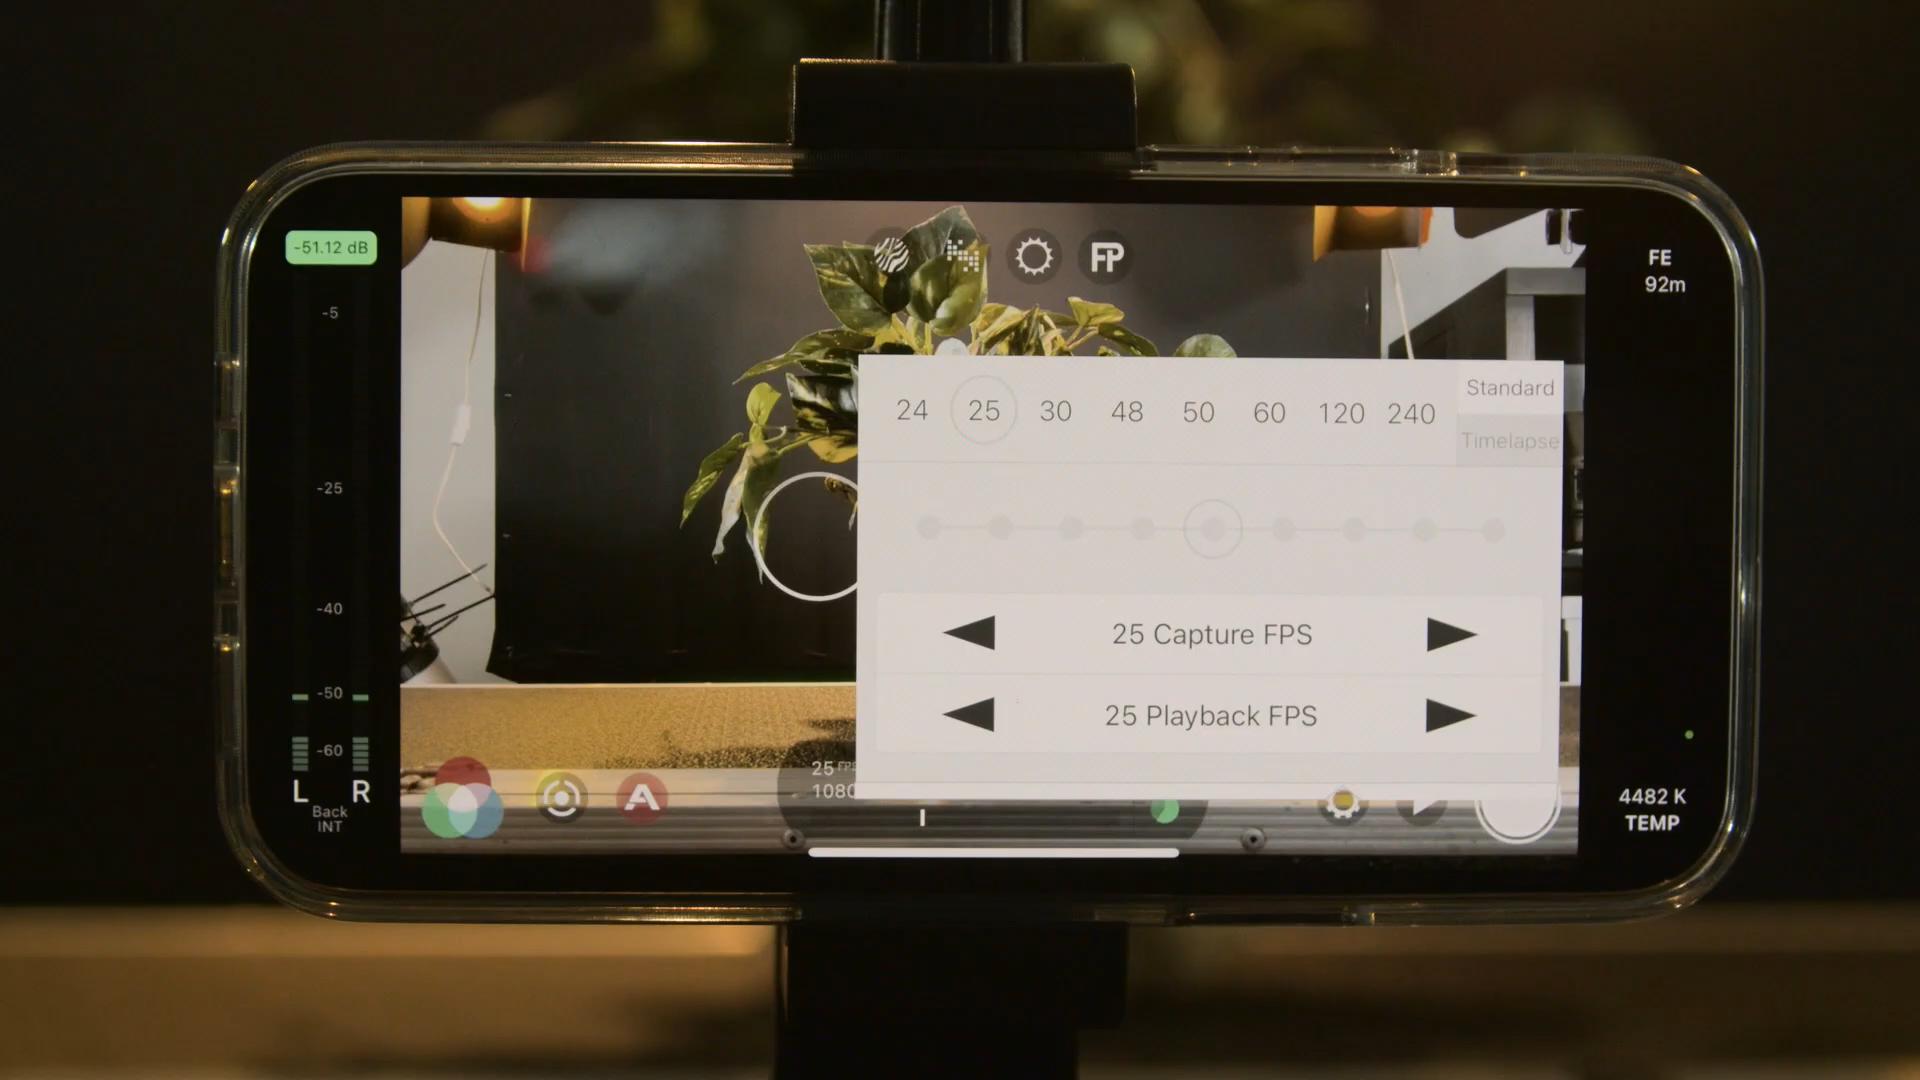 -51.12 dB
-5
-25
-40
-50
-60
L R
Back
INT
FP
FE
92m
24 25 30 48 50 60 120 240
Standard
Timelapse
25 Capture FPS
25 Playback FPS
25 FPS
1080
A
4482 K
TEMP